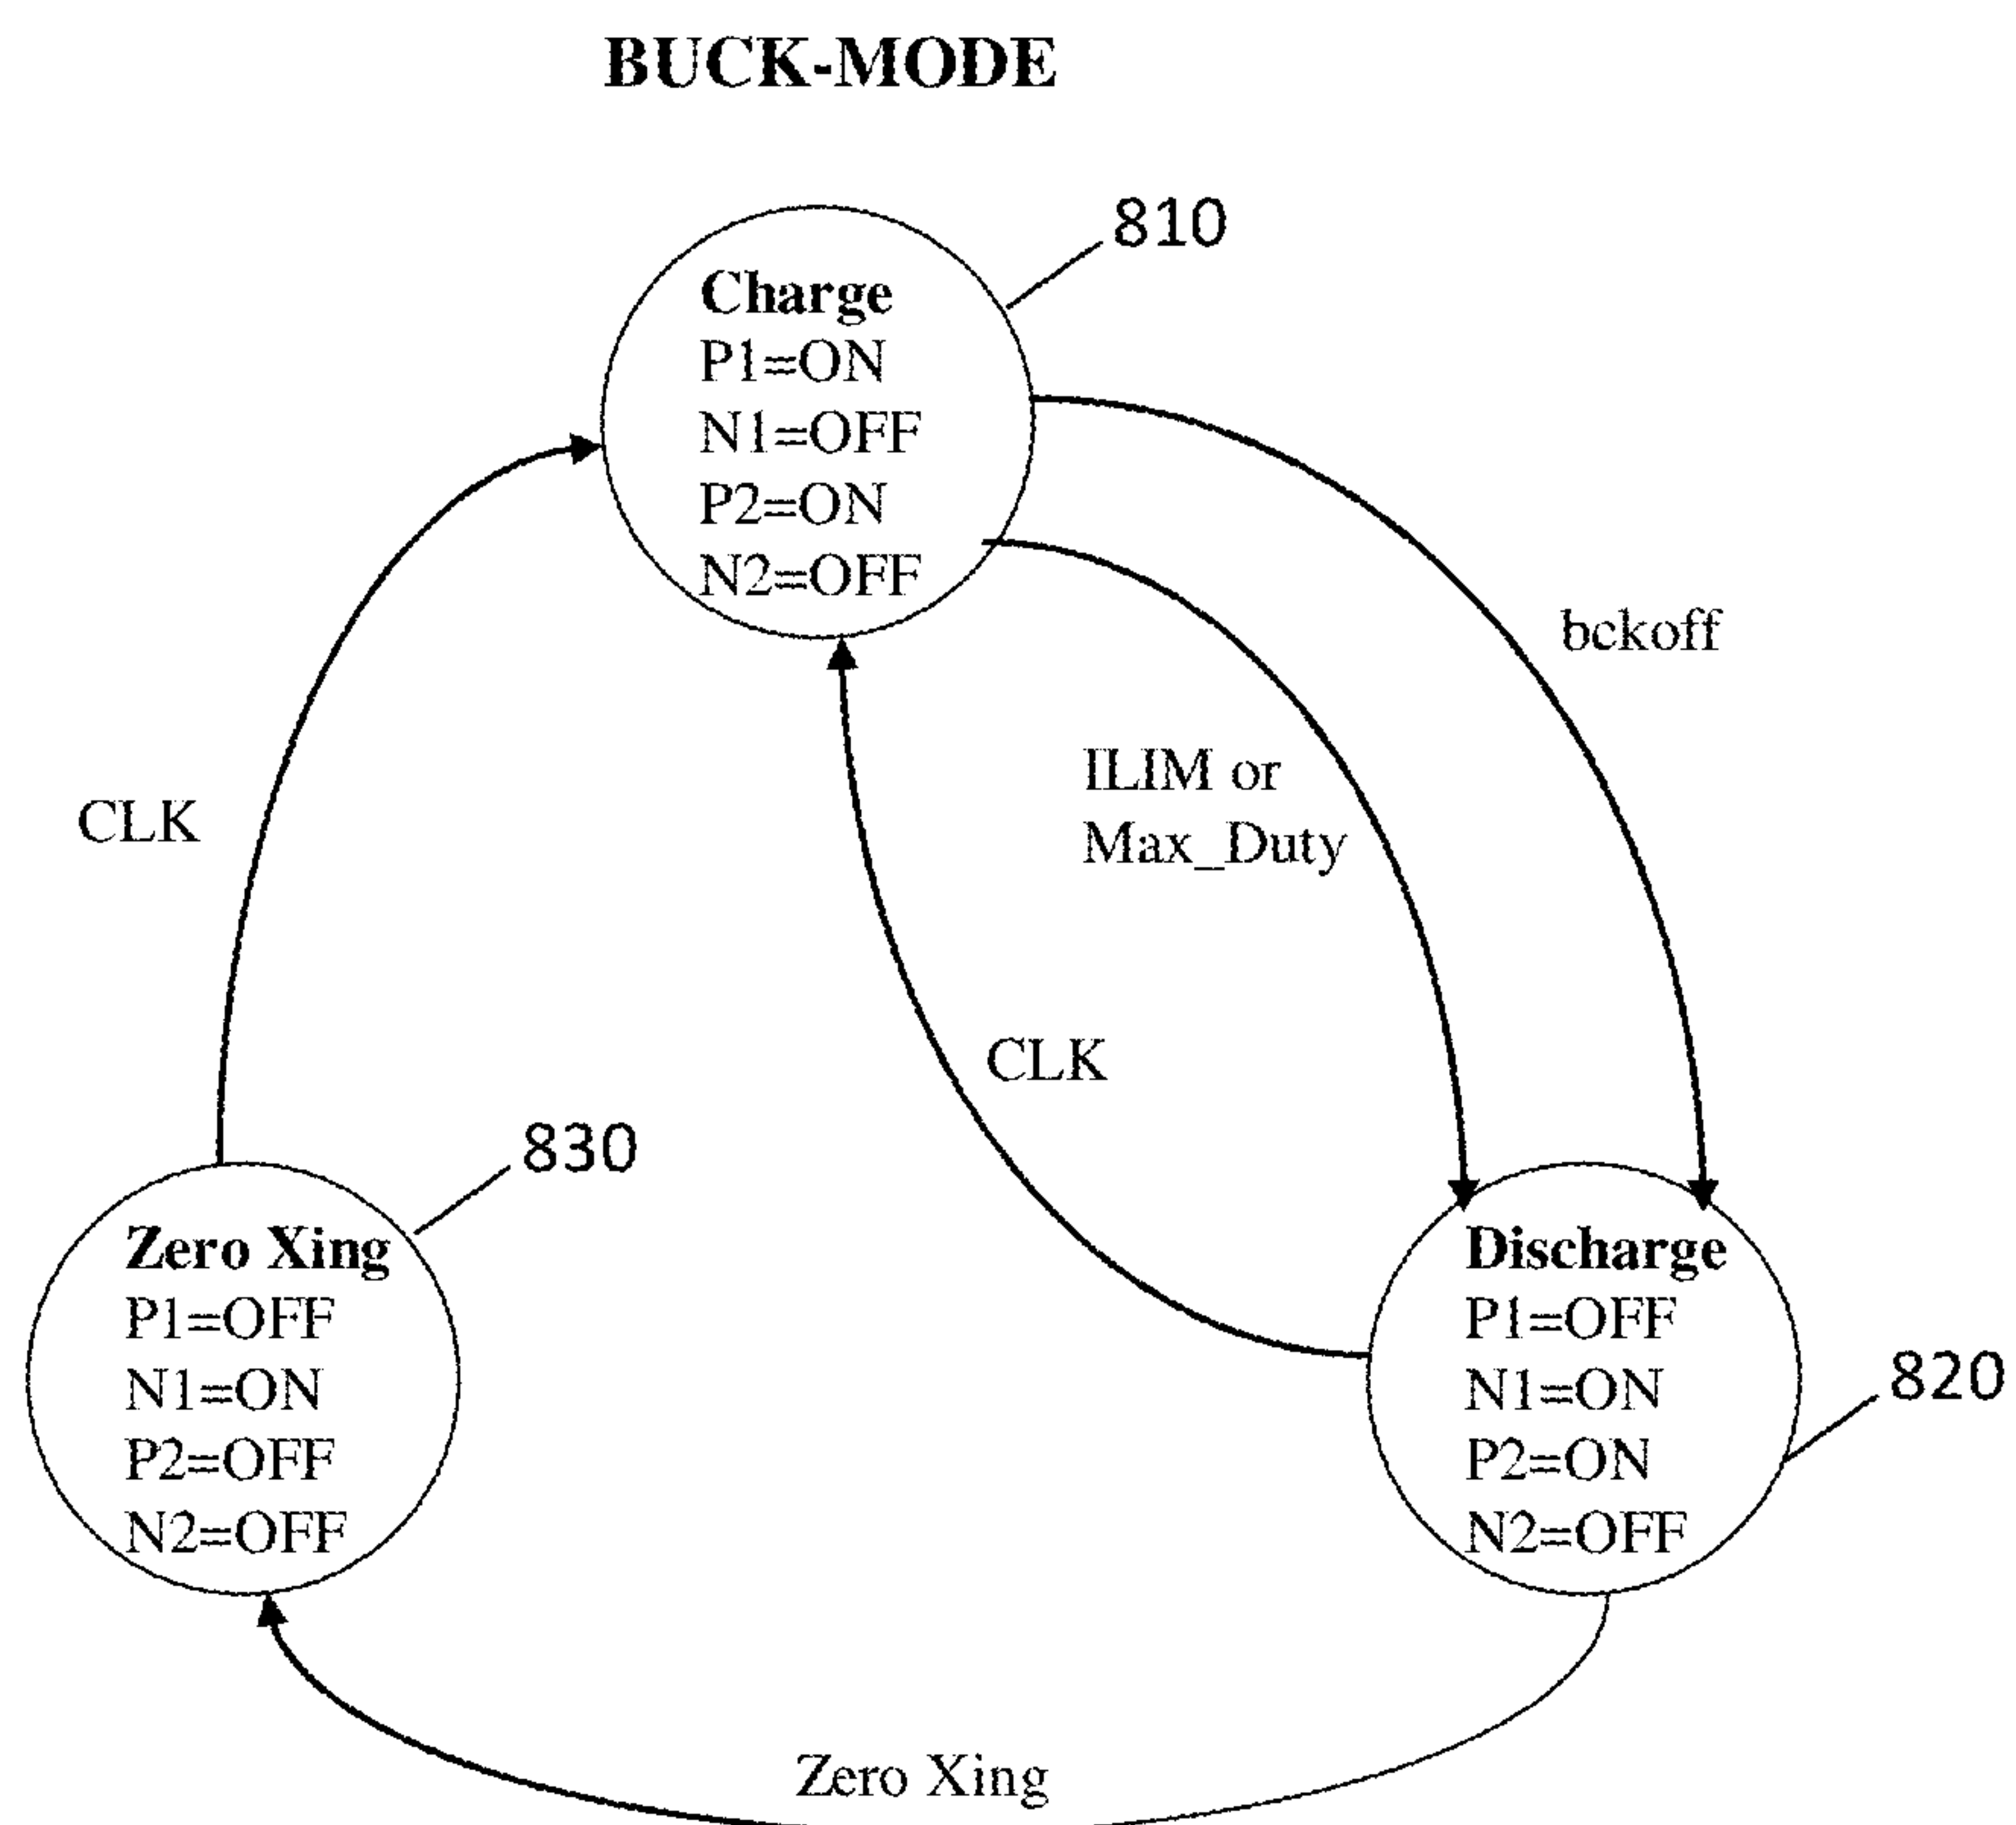 BUCK-MODE
810
Charge
P1=ON
N1=OFF
P2=ON
N2=OFF
bckoff
ILIM or
Max_Duty
CLK
CLK
830
Zero Xing
P1=OFF
N1=ON
P2=OFF
N2=OFF
Discharge
P1=OFF
N1=ON
P2=ON
N2=OFF
820
Zero Xing